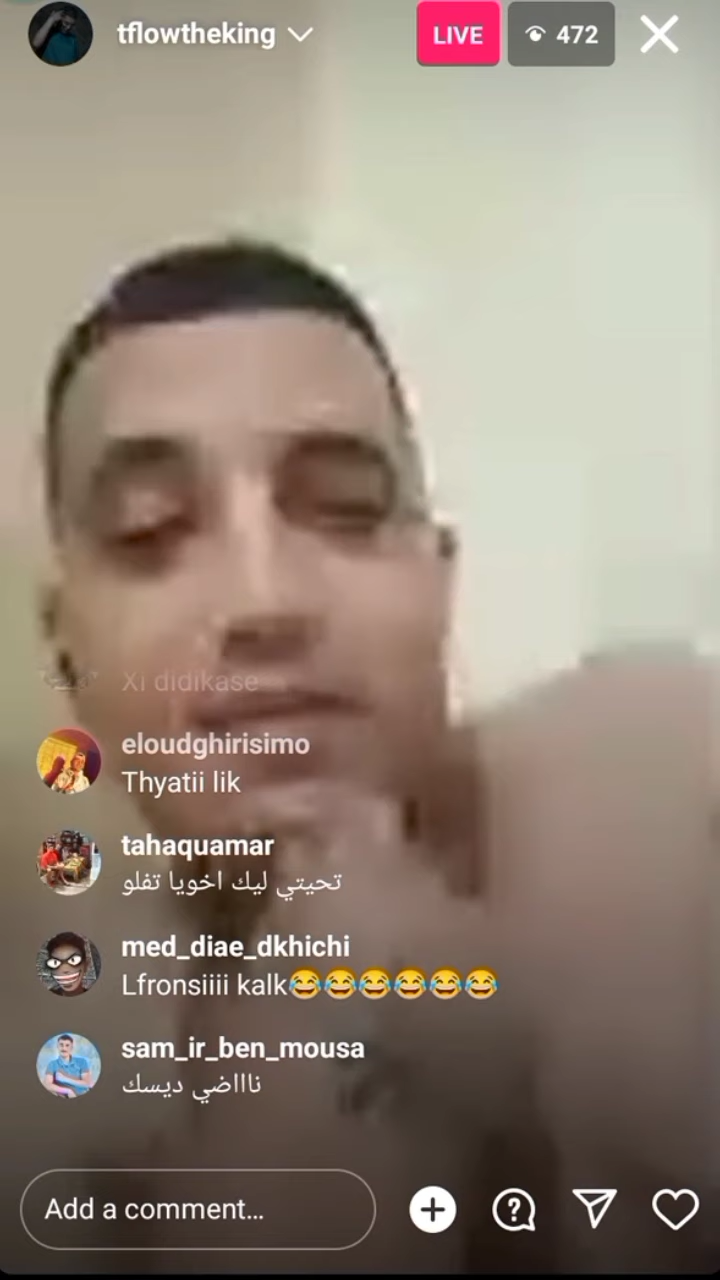 tflowtheking
LIVE
472
Xi didikase
eloudghirisimo
Thyatii lik
tahaquamar
تحيتي ليك اخويا تفلو
med_diae_dkhichi
Lfronsiiii kalk😂😂😂😂😂😂
sam_ir_ben_mousa
ناااضي ديسك
Add a comment...